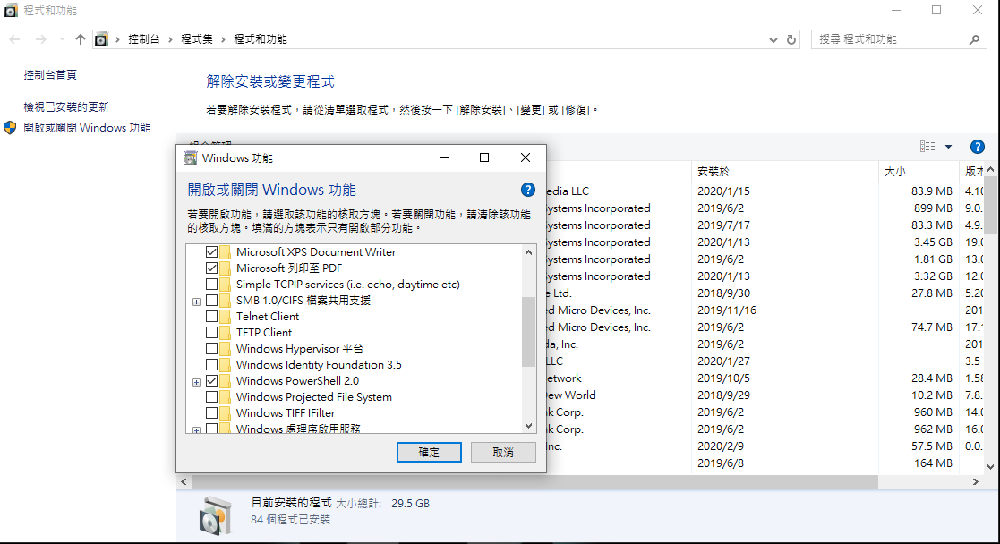 程式和功能
控制台 › 程式集 › 程式和功能
搜尋 程式和功能
控制台首頁
檢視已安裝的更新
開啟或關閉 Windows 功能
解除安裝或變更程式
若要解除安裝程式，請從清單選取程式，然後按一下 [解除安裝]、[變更] 或 [修復]。
組合管理
安裝於 大小 版本
edia LLC 2020/1/15 83.9 MB 4.10
ystems Incorporated 2019/6/2 899 MB 9.0.
ystems Incorporated 2019/7/17 83.3 MB 4.9.
ystems Incorporated 2020/1/13 3.45 GB 19.0
ystems Incorporated 2019/6/2 1.81 GB 13.0
ystems Incorporated 2020/1/13 3.32 GB 12.0
e Ltd. 2018/9/30 27.8 MB 5.20
ed Micro Devices, Inc. 2019/11/16 201
ed Micro Devices, Inc. 2019/6/2 74.7 MB 17.
da, Inc. 2019/6/2 201
LLC 2020/1/27 3.5
etwork 2019/10/5 28.4 MB 1.58
ew World 2018/9/29 10.2 MB 7.8.
k Corp. 2019/6/2 960 MB 14.0
k Corp. 2019/6/2 962 MB 16.0
Inc. 2020/2/9 57.5 MB 0.0.
2019/6/8 164 MB
Windows 功能
開啟或關閉 Windows 功能
若要開啟功能，請選取該功能的核取方塊。若要關閉功能，請清除該功能
的核取方塊。填滿的方塊表示只有開啟部分功能。
Microsoft XPS Document Writer
Microsoft 列印至 PDF
Simple TCPIP services (i.e. echo, daytime etc)
SMB 1.0/CIFS 檔案共用支援
Telnet Client
TFTP Client
Windows Hypervisor 平台
Windows Identity Foundation 3.5
Windows PowerShell 2.0
Windows Projected File System
Windows TIFF IFilter
Windows 處理序啟用服務
確定 取消
目前安裝的程式 大小總計: 29.5 GB
84 個程式已安裝